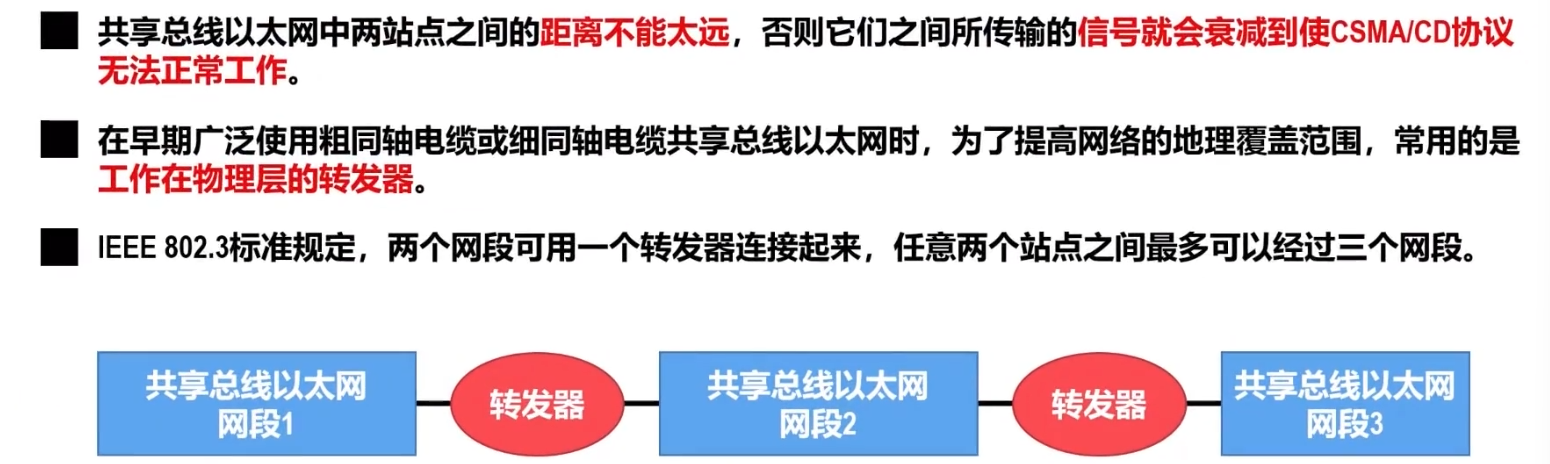 共享总线以太网中两站点之间的距离不能太远，否则它们之间所传输的信号就会衰减到使CSMA/CD协议
无法正常工作。
在早期广泛使用粗同轴电缆或细同轴电缆共享总线以太网时，为了提高网络的地理覆盖范围，常用的是
工作在物理层的转发器。
IEEE 802.3标准规定，两个网段可用一个转发器连接起来，任意两个站点之间最多可以经过三个网段。
共享总线以太网
网段1
转发器
共享总线以太网
网段2
转发器
共享总线以太网
网段3